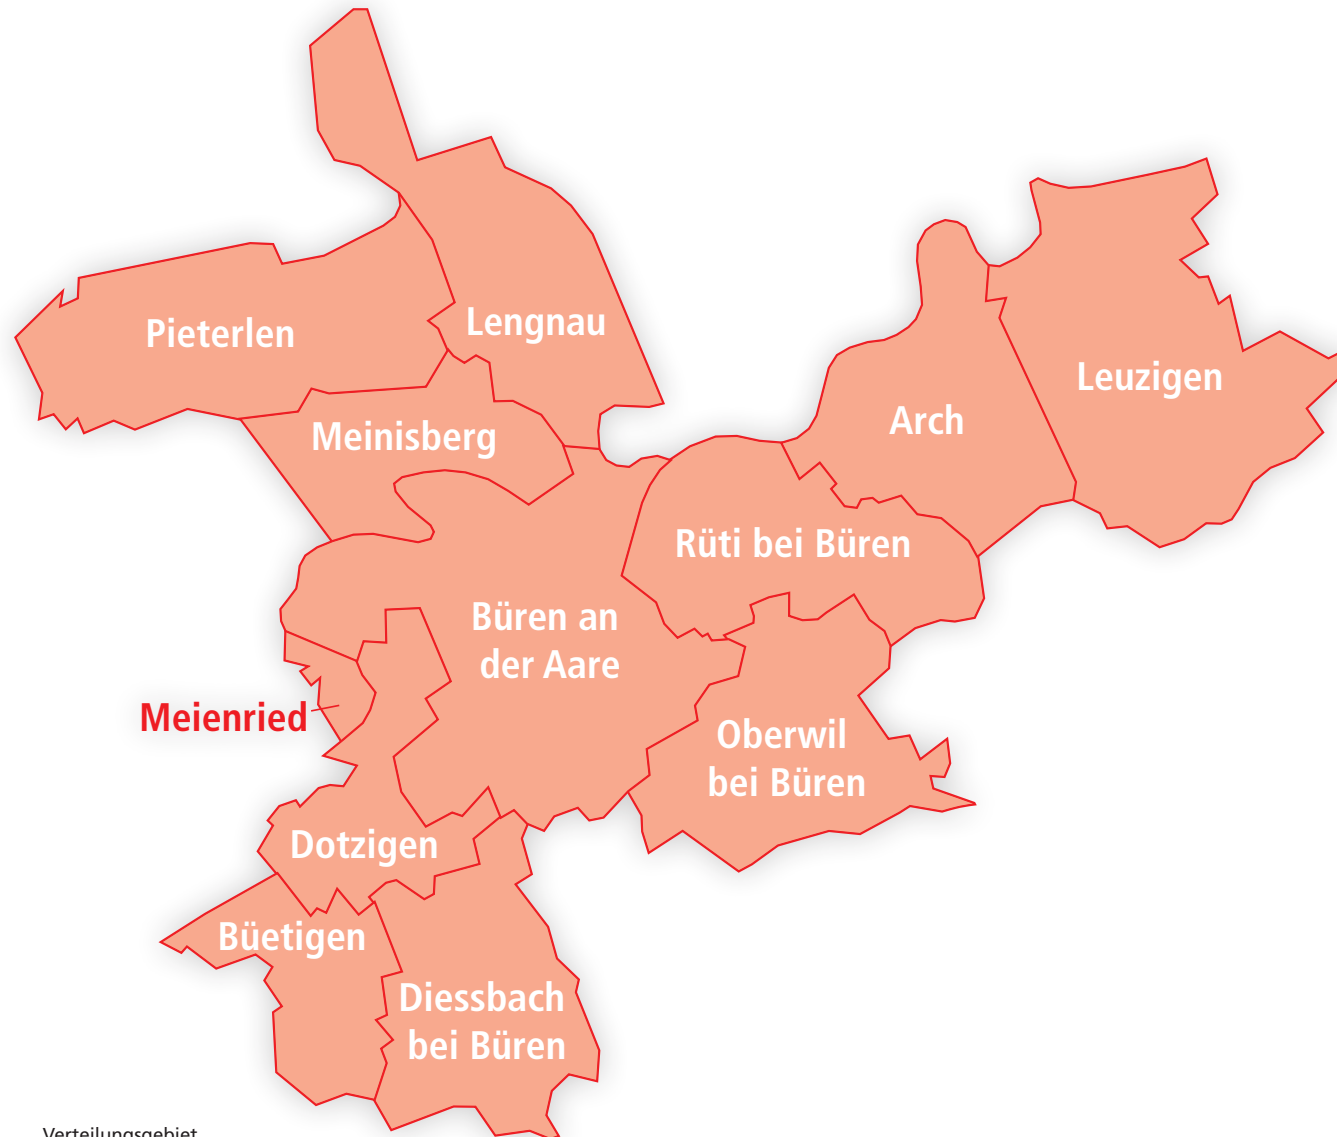 Lengnau
Pieterlen
Leuzigen
Arch
Meinisberg
Rüti bei Büren
Büren an
der Aare
Meienried
Oberwil
bei Büren
Dotzigen
Büetigen
Diessbach
bei Büren
Verteilungsgebiet